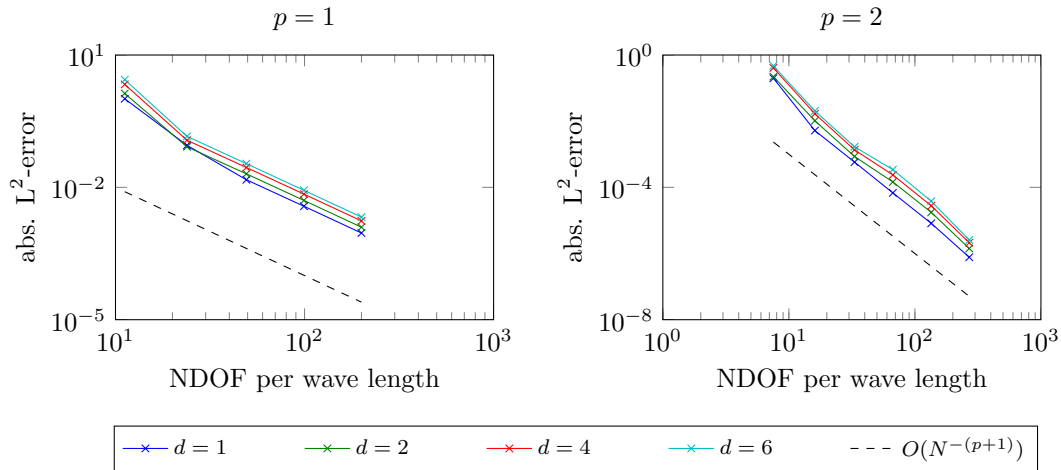 p = 1
10^1
10^{-2}
10^{-5}
abs. L^2-error
10^1
10^2
10^3
NDOF per wave length
p = 2
10^0
10^{-4}
10^{-8}
abs. L^2-error
10^0
10^1
10^2
10^3
NDOF per wave length
d = 1
d = 2
d = 4
d = 6
O(N^{-(p+1)})